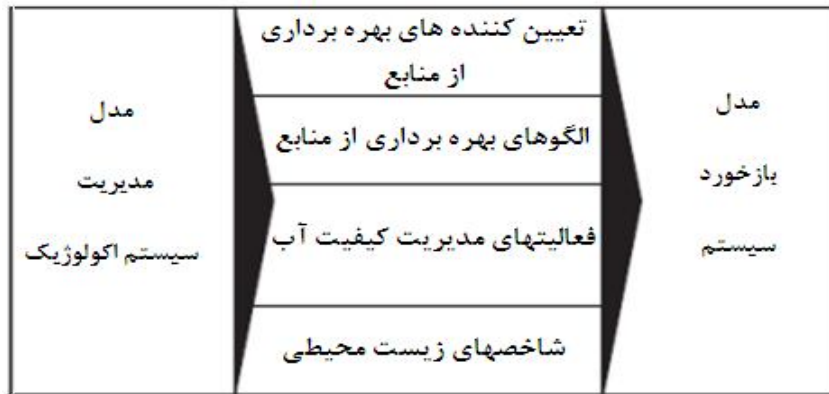 مدل
مدیریت
سیستم اکولوژیک
تعیین کننده های بهره برداری
از منابع
الگوهای بهره برداری از منابع
فعالیتهای مدیریت کیفیت آب
شاخصهای زیست محیطی
مدل
بازخورد
سیستم